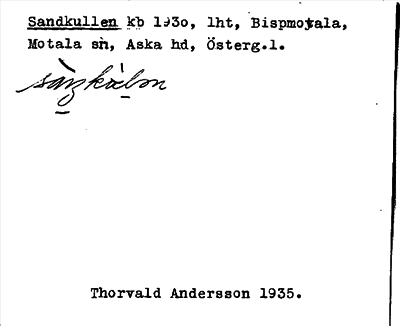 Sandkullen kb 1930, lht, Bispmotala,
Motala sn, Aska hd, Österg.l.
Thorvald Andersson 1935.